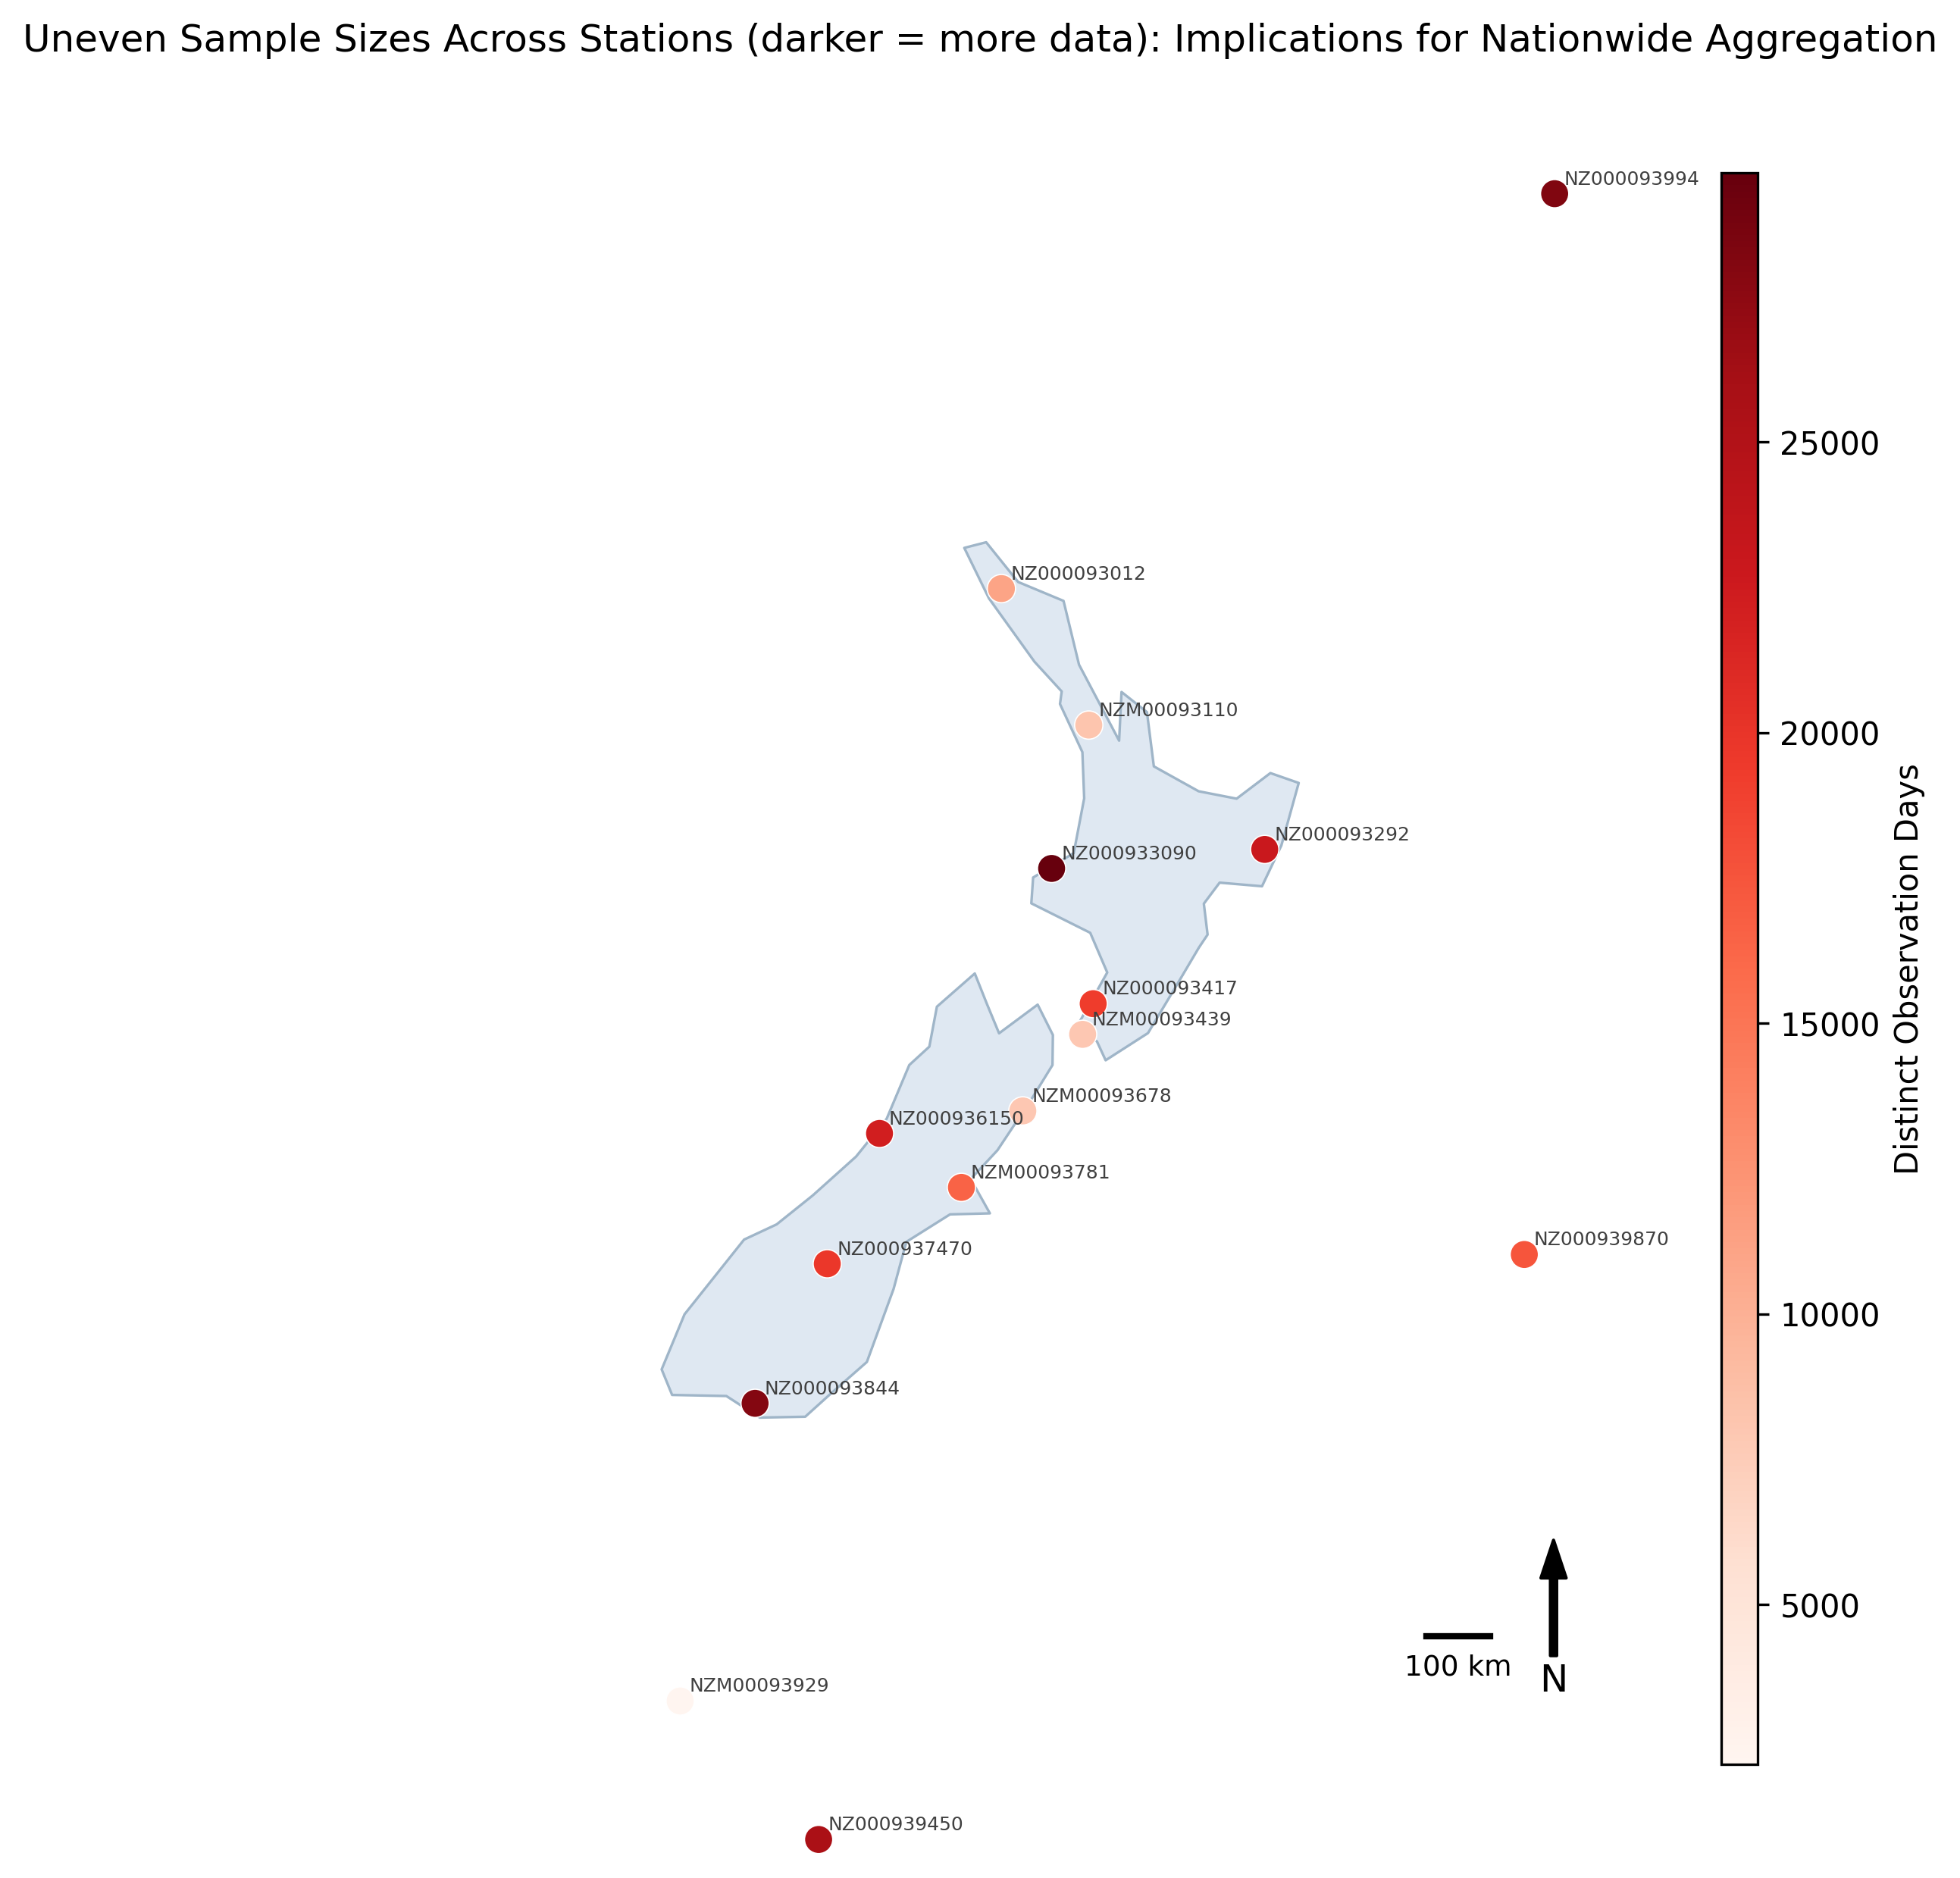 Uneven Sample Sizes Across Stations (darker = more data): Implications for Nationwide Aggregation
NZ000093994
NZ000093012
NZM00093110
NZ000093292
NZ000933090
NZ000093417
NZM00093439
NZM00093678
NZ000936150
NZM00093781
NZ000939870
NZ000937470
NZ000093844
NZM00093929
NZ000939450
100 km
N
25000
20000
15000
10000
5000
Distinct Observation Days